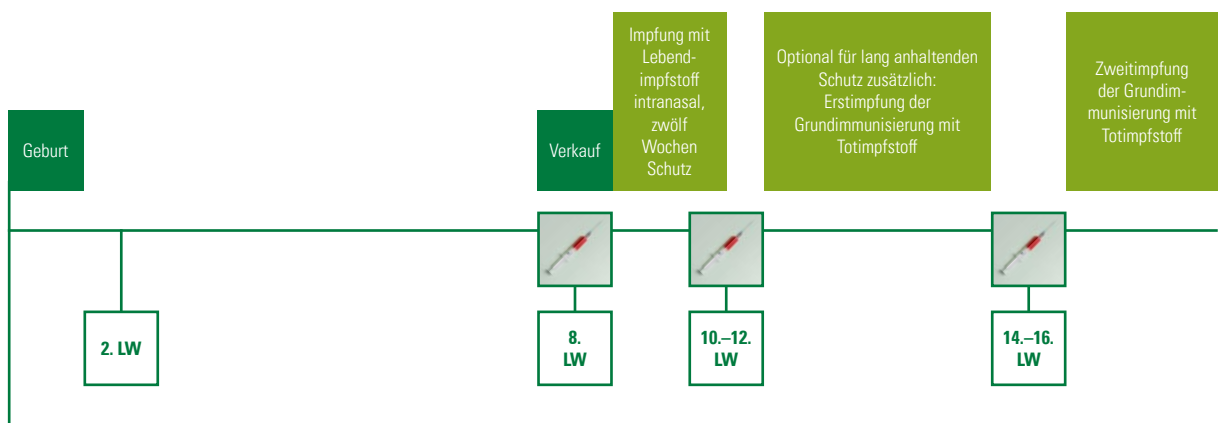 Geburt
Verkauf
Impfung mit
Lebend-
impfstoff
intranasal,
zwölf
Wochen
Schutz
Optional für lang anhaltenden
Schutz zusätzlich:
Erstimpfung der
Grundimmunisierung mit
Totimpfstoff
Zweitimpfung
der Grundim-
munisierung mit
Totimpfstoff
2. LW
8.
LW
10.–12.
LW
14.–16.
LW